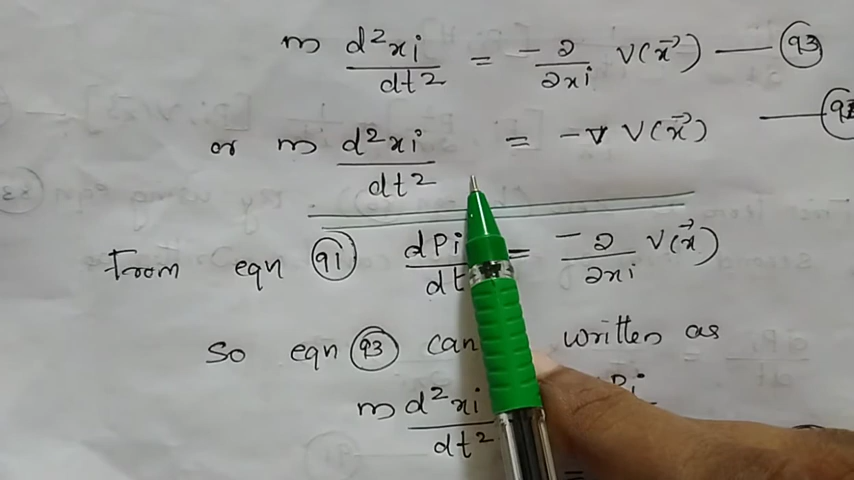 m d²xi/dt² = -∂/∂xi V(x⃗) — (93)
or m d²xi/dt² = -∇ V(x⃗) —
From eqn (91) dPi/dt = -∂/∂xi V(x⃗)
So eqn (93) can written as
m d²xi/dt² Pi
=